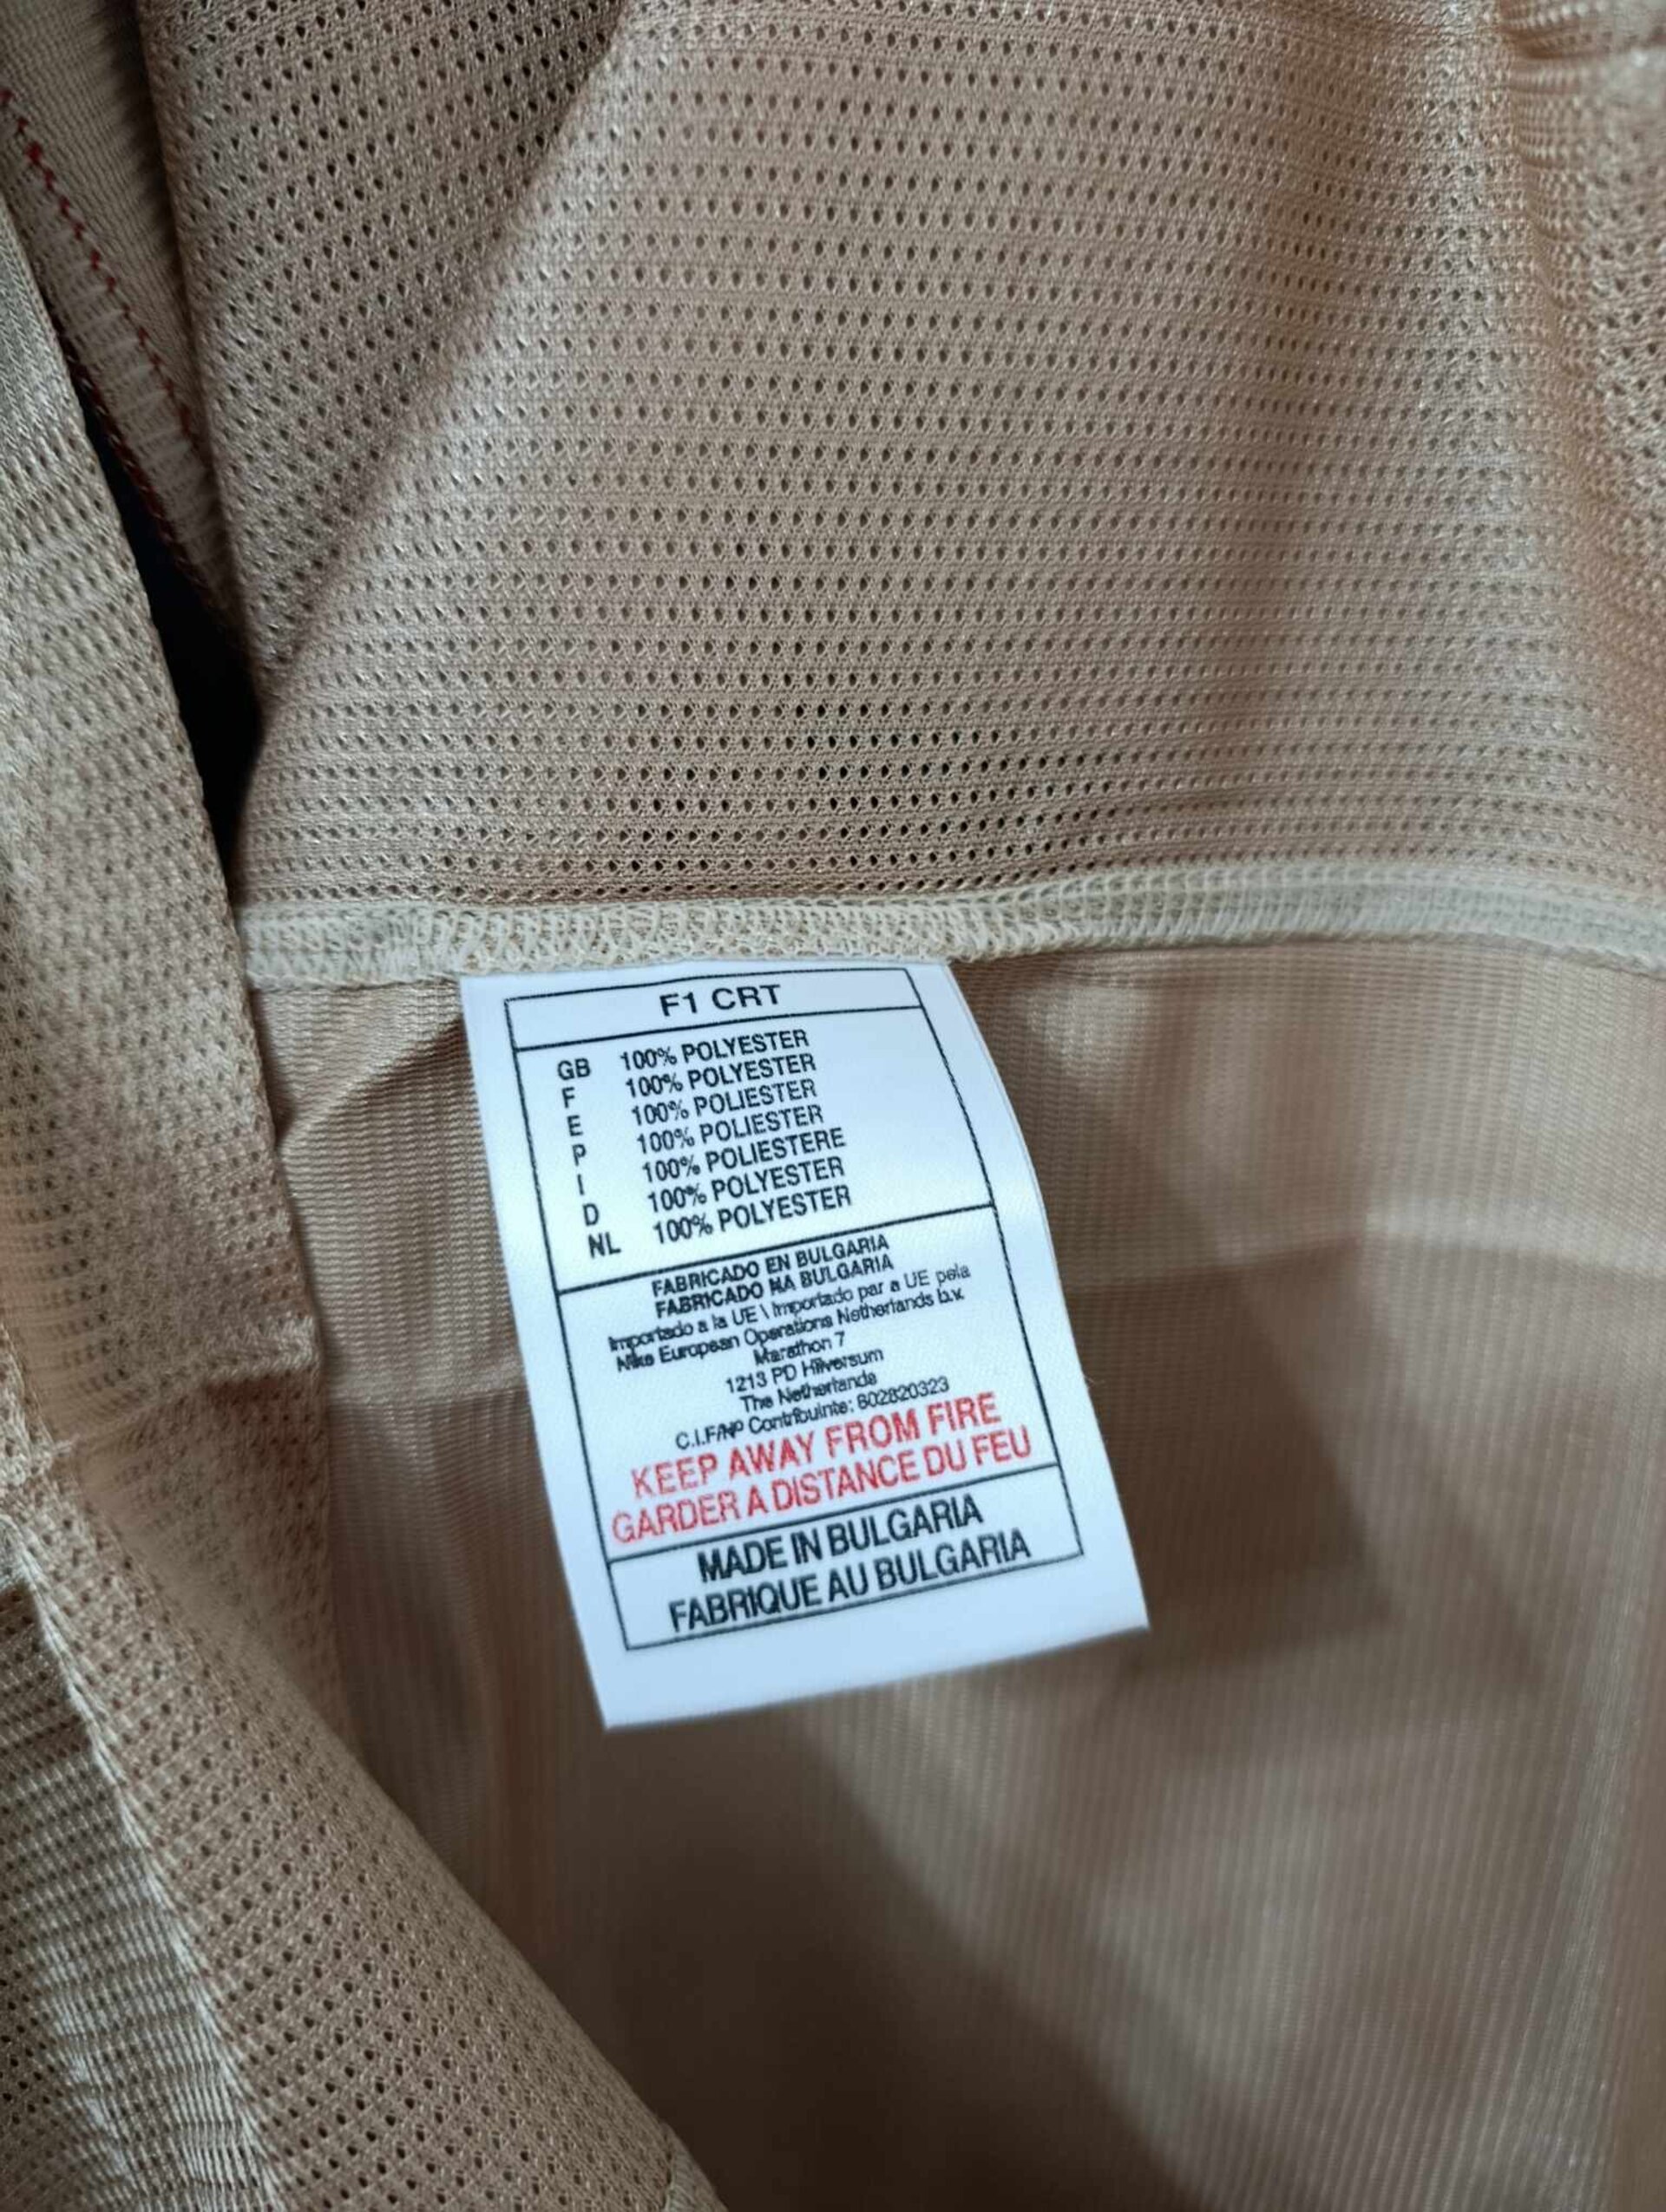 F1 CRT
GB 100% POLYESTER
F 100% POLYESTER
E 100% POLIESTER
P 100% POLIESTER
I 100% POLIESTERE
D 100% POLYESTER
NL 100% POLYESTER
FABRICADO EN BULGARIA
FABRICADO NA BULGARIA
Importado a la UE \ Importado par a UE pela
Nike European Operations Netherlands b.v.
Marathon 7
1213 PD Hilversum
The Netherlands
C.I.F/Nº Contribuinte: 802820323
KEEP AWAY FROM FIRE
GARDER A DISTANCE DU FEU
MADE IN BULGARIA
FABRIQUE AU BULGARIA